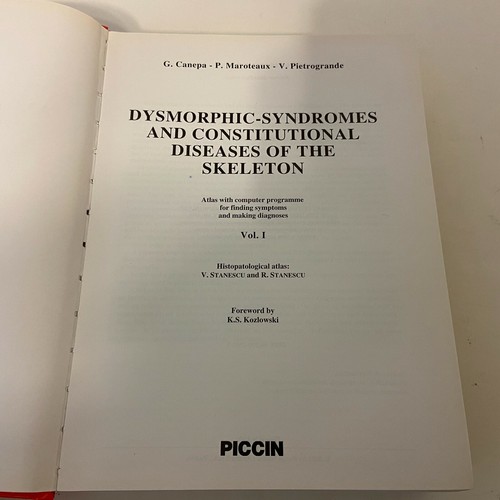 G. Canepa - P. Maroteaux - V. Pietrogrande
DYSMORPHIC-SYNDROMES
AND CONSTITUTIONAL
DISEASES OF THE
SKELETON
Atlas with computer programme
for finding symptoms
and making diagnoses
Vol. I
Histopatological atlas:
V. STANESCU and R. STANESCU
Foreword by
K.S. Kozlowski
PICCIN